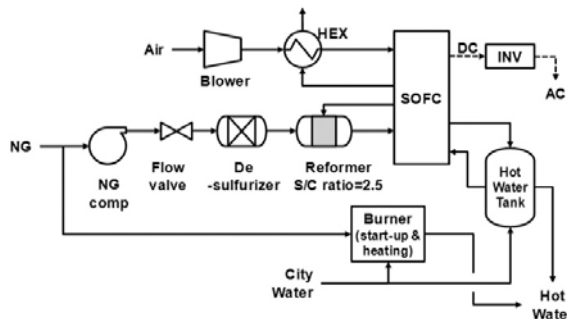 HEX
Air
Blower
DC
INV
AC
SOFC
NG
NG
comp
Flow
valve
De
-sulfurizer
Reformer
S/C ratio=2.5
Hot
Water
Tank
Burner
(start-up &
heating)
City
Water
Hot
Wate